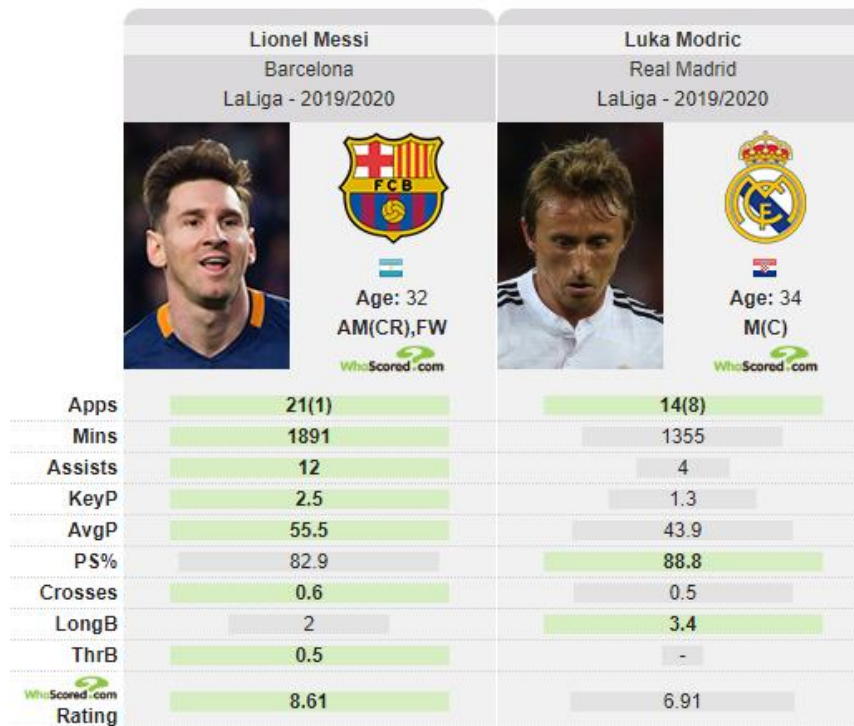 Lionel Messi Luka Modric
Barcelona Real Madrid
LaLiga - 2019/2020 LaLiga - 2019/2020
FCB
Age: 32 Age: 34
AM(CR),FW M(C)
WhoScored.com WhoScored.com
Apps 21(1) 14(8)
Mins 1891 1355
Assists 12 4
KeyP 2.5 1.3
AvgP 55.5 43.9
PS% 82.9 88.8
Crosses 0.6 0.5
LongB 2 3.4
ThrB 0.5 -
WhoScored.com
Rating 8.61 6.91